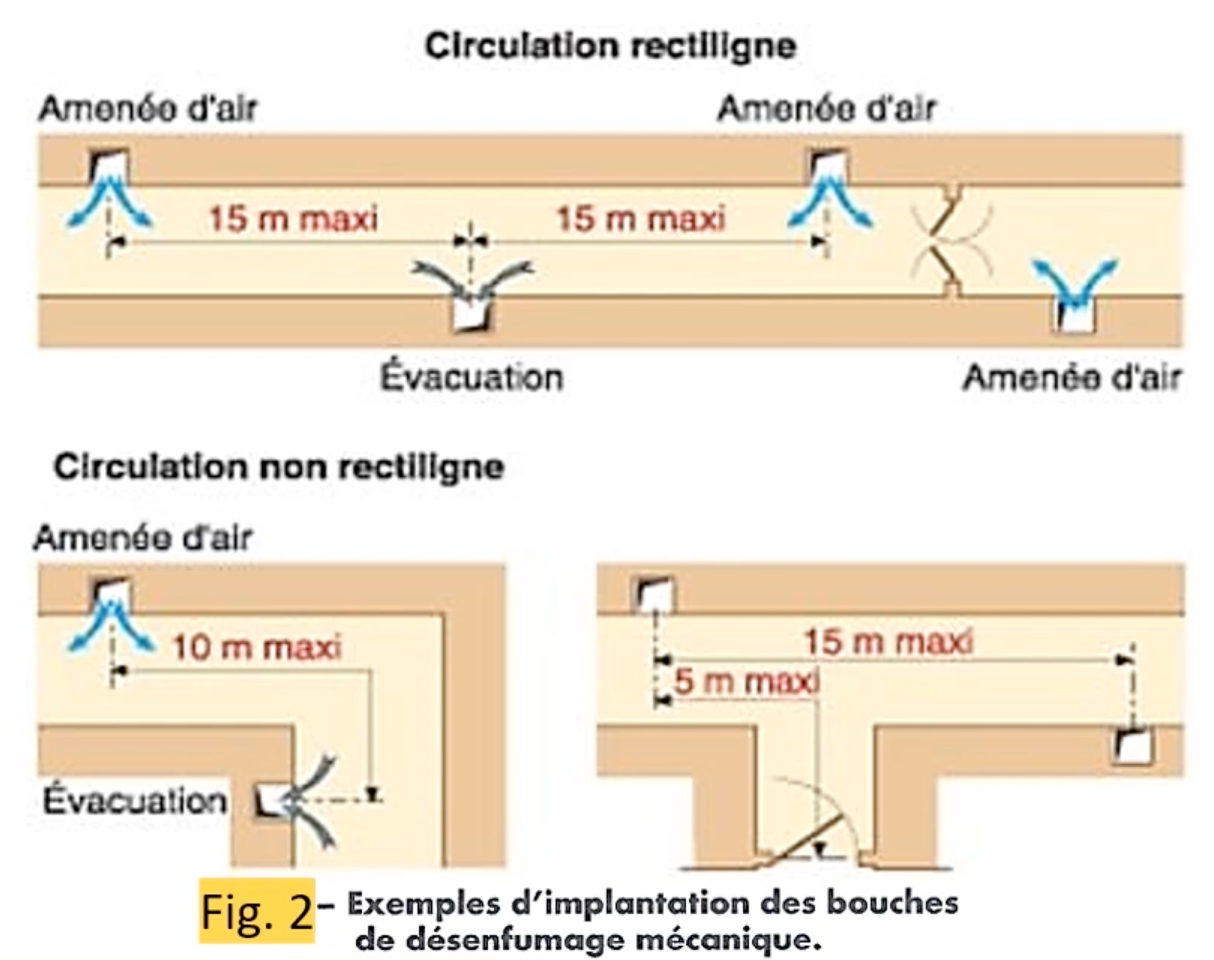 Circulation rectiligne
Amenée d'air
Amenée d'air
15 m maxi
15 m maxi
Évacuation
Amenée d'air
Circulation non rectiligne
Amenée d'air
10 m maxi
Évacuation
15 m maxi
5 m maxi
Fig. 2 – Exemples d'implantation des bouches
de désenfumage mécanique.